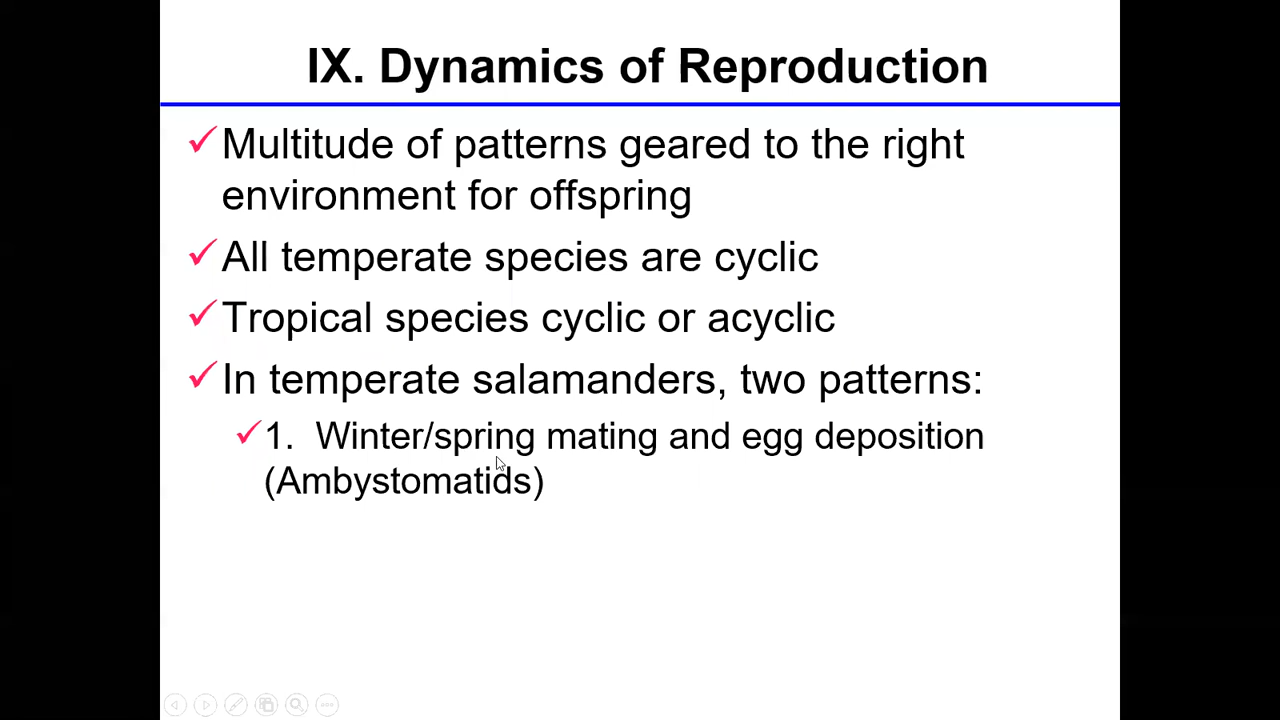 IX. Dynamics of Reproduction
Multitude of patterns geared to the right
environment for offspring
All temperate species are cyclic
Tropical species cyclic or acyclic
In temperate salamanders, two patterns:
1. Winter/spring mating and egg deposition
(Ambystomatids)